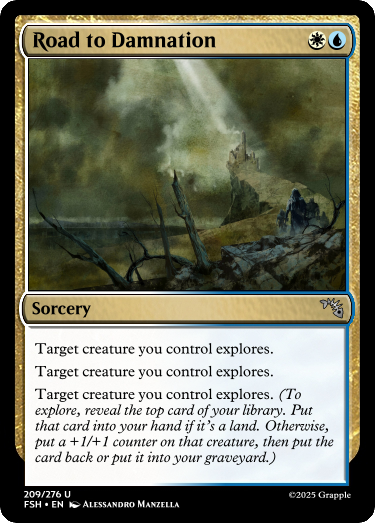 Road to Damnation
Sorcery
Target creature you control explores.
Target creature you control explores.
Target creature you control explores. (To
explore, reveal the top card of your library. Put
that card into your hand if it's a land. Otherwise,
put a +1/+1 counter on that creature, then put the
card back or put it into your graveyard.)
209/276 U
FSH • EN Alessandro Manzella
©2025 Grapple